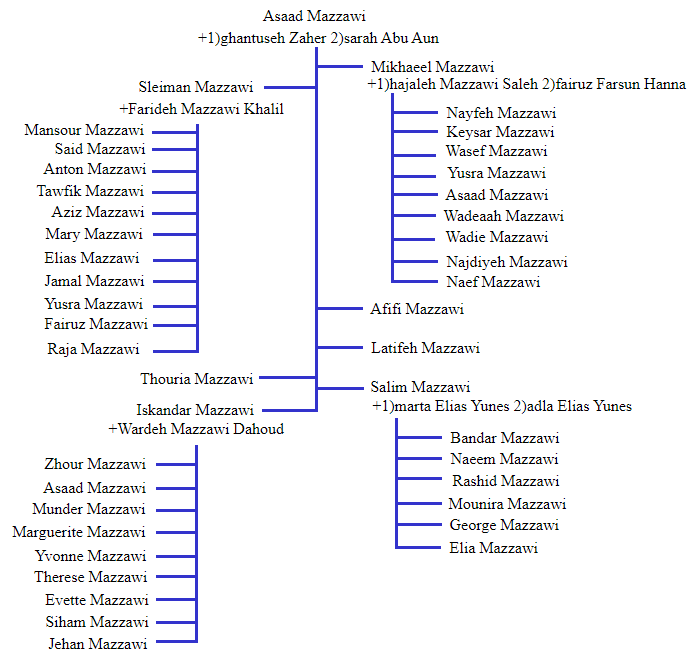 Asaad Mazzawi
+1)ghantuseh Zaher 2)sarah Abu Aun
Mikhaeel Mazzawi
+1)hajaleh Mazzawi Saleh 2)fairuz Farsun Hanna
Nayfeh Mazzawi
Keysar Mazzawi
Wasef Mazzawi
Yusra Mazzawi
Asaad Mazzawi
Wadeaah Mazzawi
Wadie Mazzawi
Najdiyeh Mazzawi
Naef Mazzawi
Sleiman Mazzawi
+Farideh Mazzawi Khalil
Mansour Mazzawi
Said Mazzawi
Anton Mazzawi
Tawfik Mazzawi
Aziz Mazzawi
Mary Mazzawi
Elias Mazzawi
Jamal Mazzawi
Yusra Mazzawi
Fairuz Mazzawi
Raja Mazzawi
Afifi Mazzawi
Latifeh Mazzawi
Thouria Mazzawi
Salim Mazzawi
+1)marta Elias Yunes 2)adla Elias Yunes
Bandar Mazzawi
Naeem Mazzawi
Rashid Mazzawi
Mounira Mazzawi
George Mazzawi
Elia Mazzawi
Iskandar Mazzawi
+Wardeh Mazzawi Dahoud
Zhour Mazzawi
Asaad Mazzawi
Munder Mazzawi
Marguerite Mazzawi
Yvonne Mazzawi
Therese Mazzawi
Evette Mazzawi
Siham Mazzawi
Jehan Mazzawi